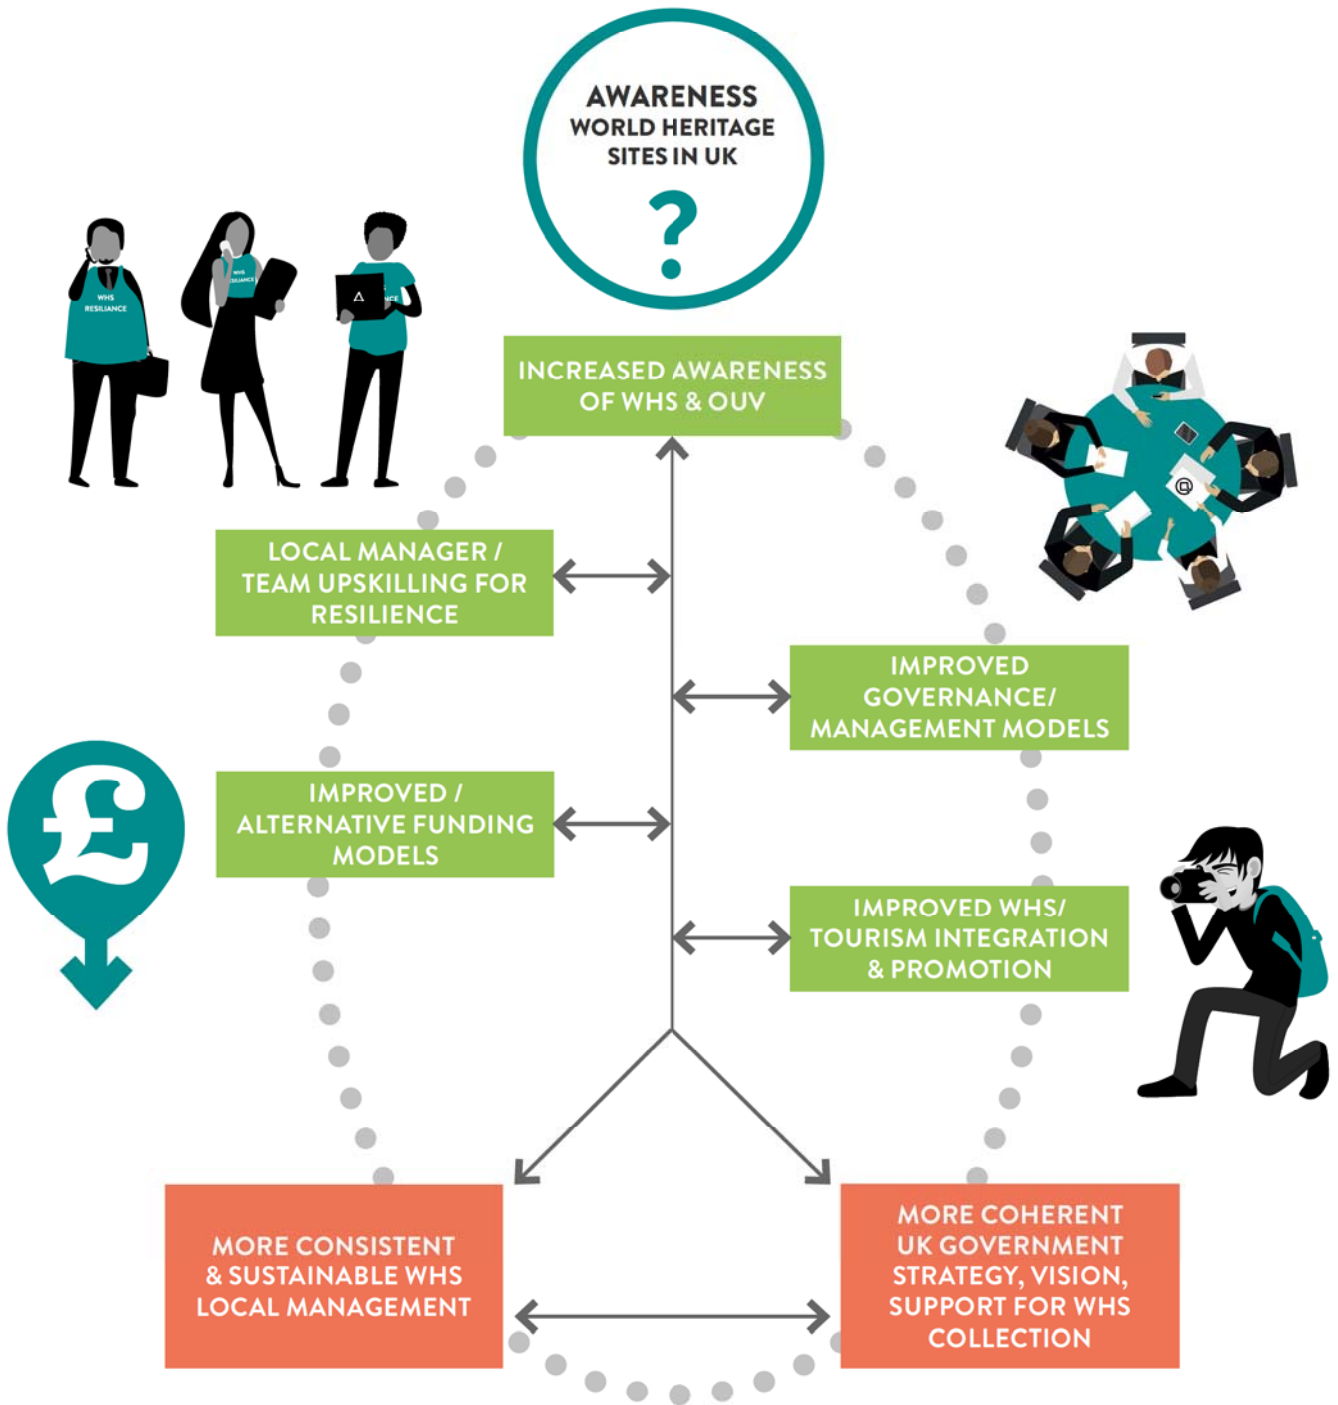 AWARENESS
WORLD HERITAGE
SITES IN UK
?
WHS
RESILIANCE
WHS
INCREASED AWARENESS
OF WHS & OUV
LOCAL MANAGER /
TEAM UPSKILLING FOR
RESILIENCE
IMPROVED
GOVERNANCE/
MANAGEMENT MODELS
IMPROVED /
ALTERNATIVE FUNDING
MODELS
£
IMPROVED WHS/
TOURISM INTEGRATION
& PROMOTION
MORE CONSISTENT
& SUSTAINABLE WHS
LOCAL MANAGEMENT
MORE COHERENT
UK GOVERNMENT
STRATEGY, VISION,
SUPPORT FOR WHS
COLLECTION